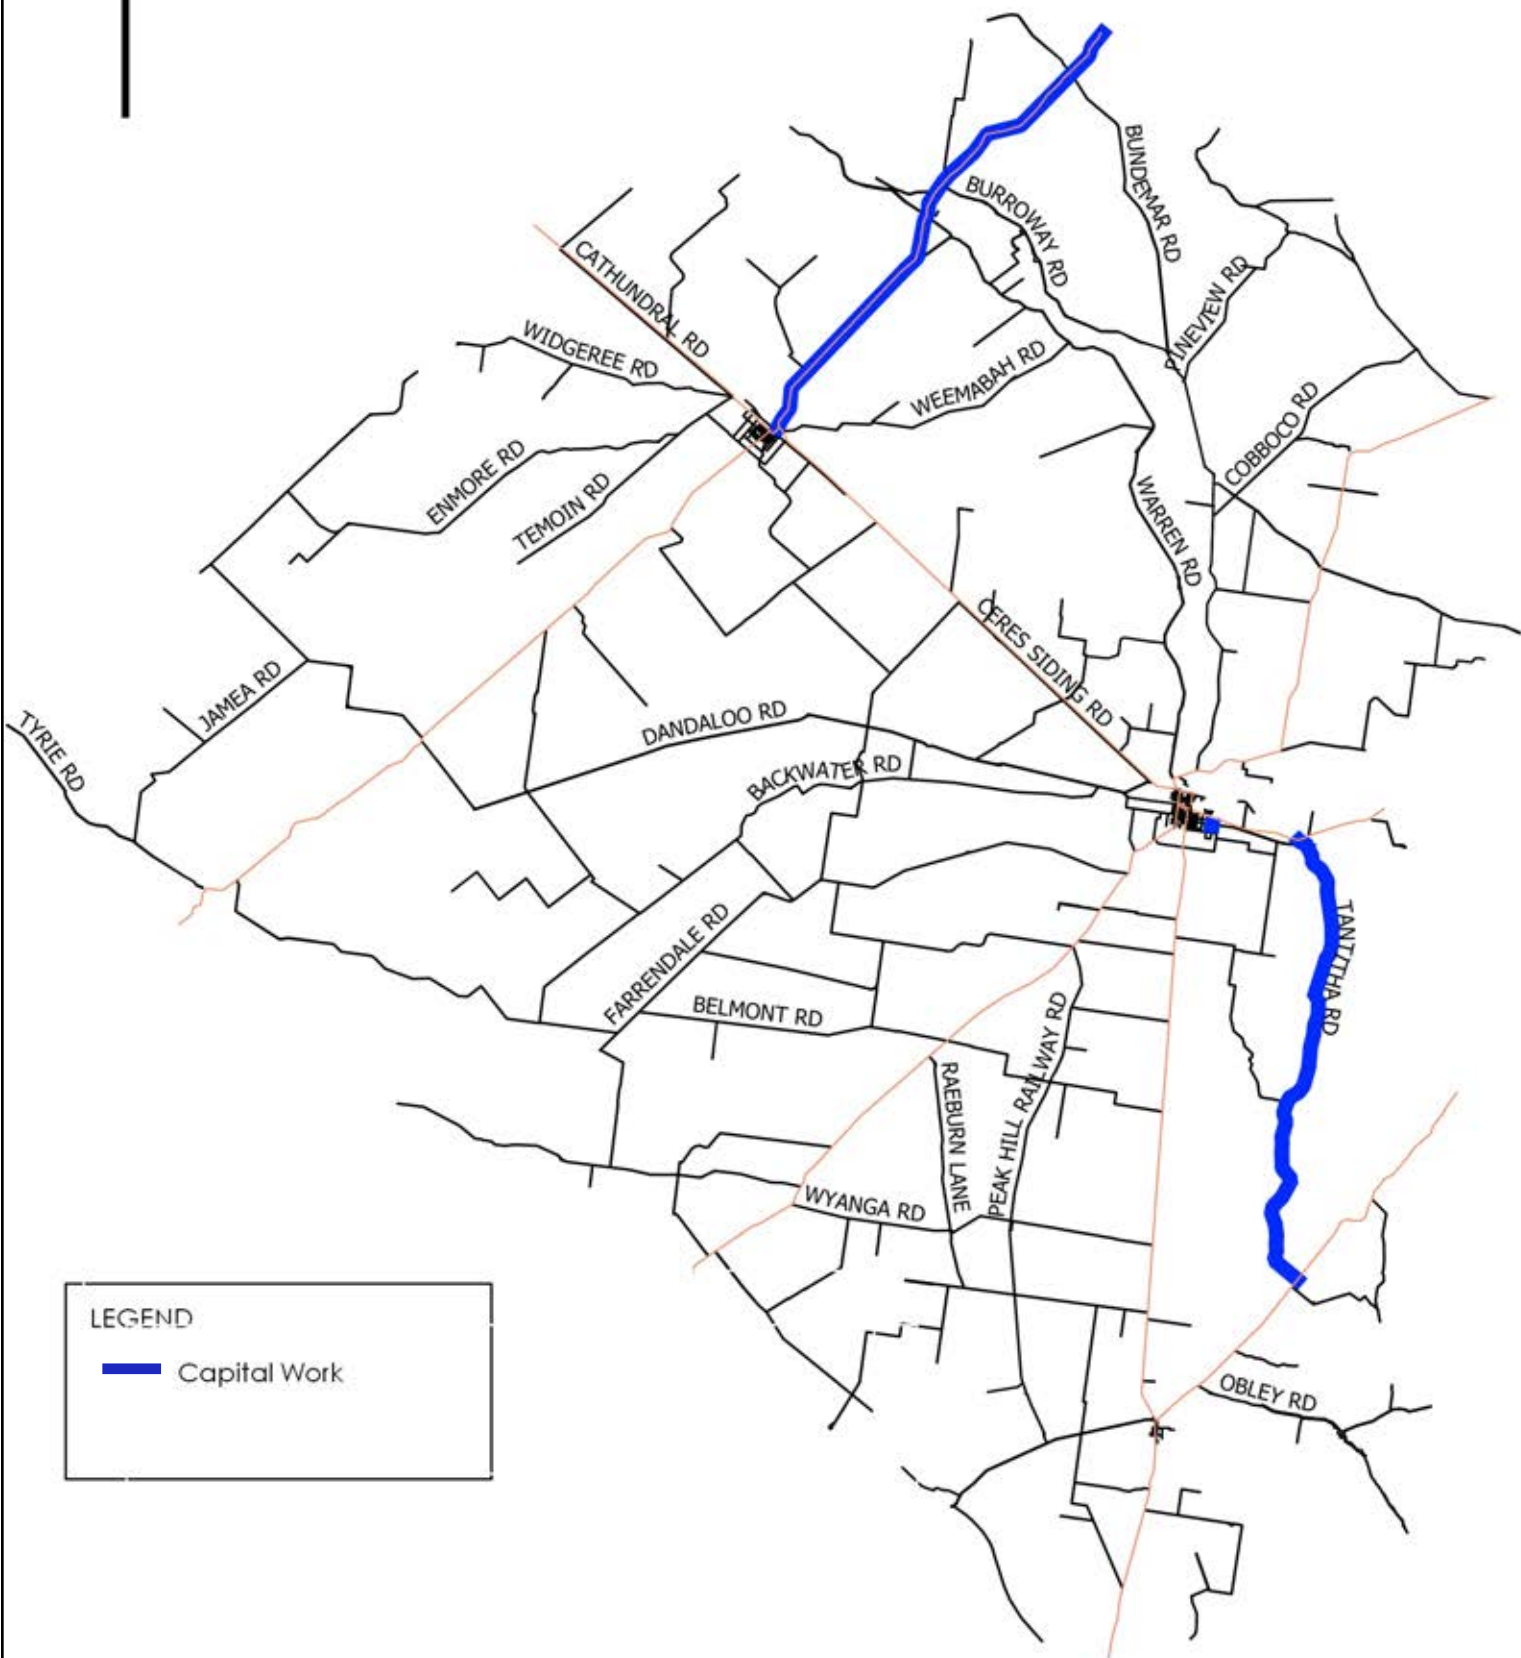 BUNDEMAR RD
BURROWAY RD
CATHUNDRAL RD
PINEVIEW RD
WIDGEREE RD
WEEMABAH RD
COBBOCO RD
ENMORE RD
TEMOIN RD
WARREN RD
CERES SIDING RD
JAMEA RD
TYRIE RD
DANDALOO RD
BACKWATER RD
FARRENDALE RD
TANTITHA RD
BELMONT RD
RAEBURN LANE
PEAK HILL RAILWAY RD
WYANGA RD
OBLEY RD
LEGEND
Capital Work